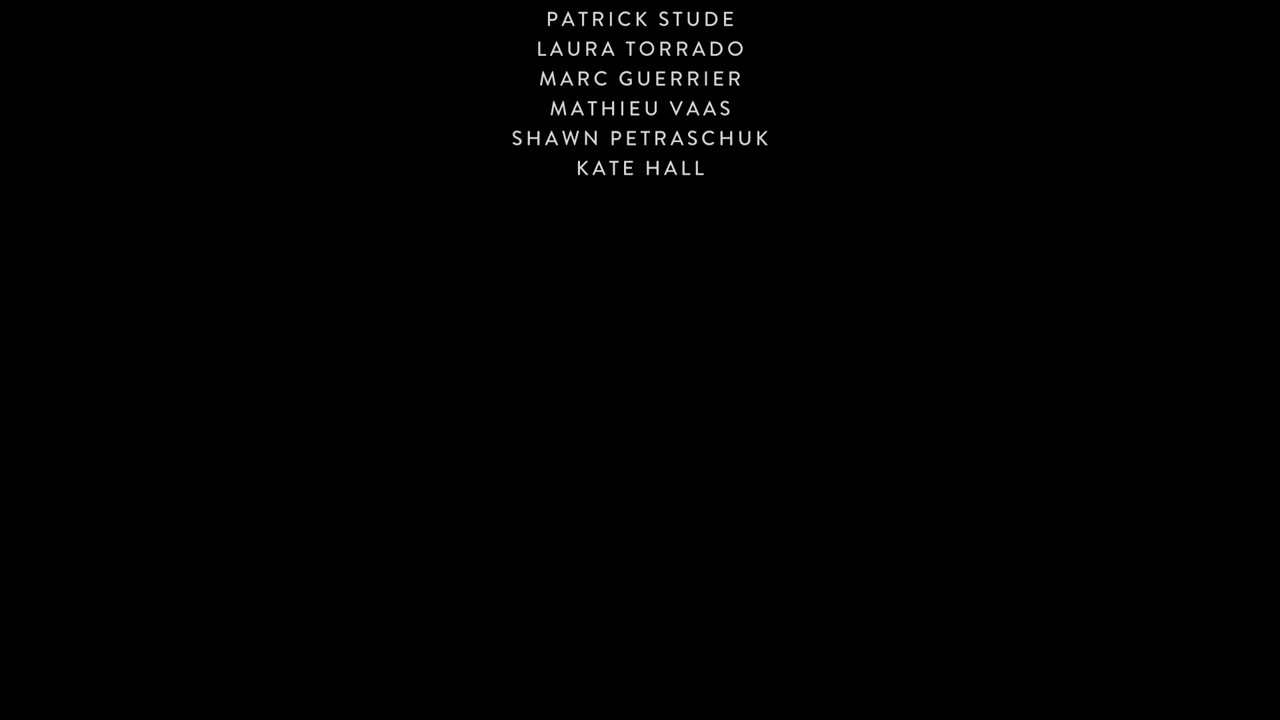 PATRICK STUDE
LAURA TORRADO
MARC GUERRIER
MATHIEU VAAS
SHAWN PETRASCHUK
KATE HALL